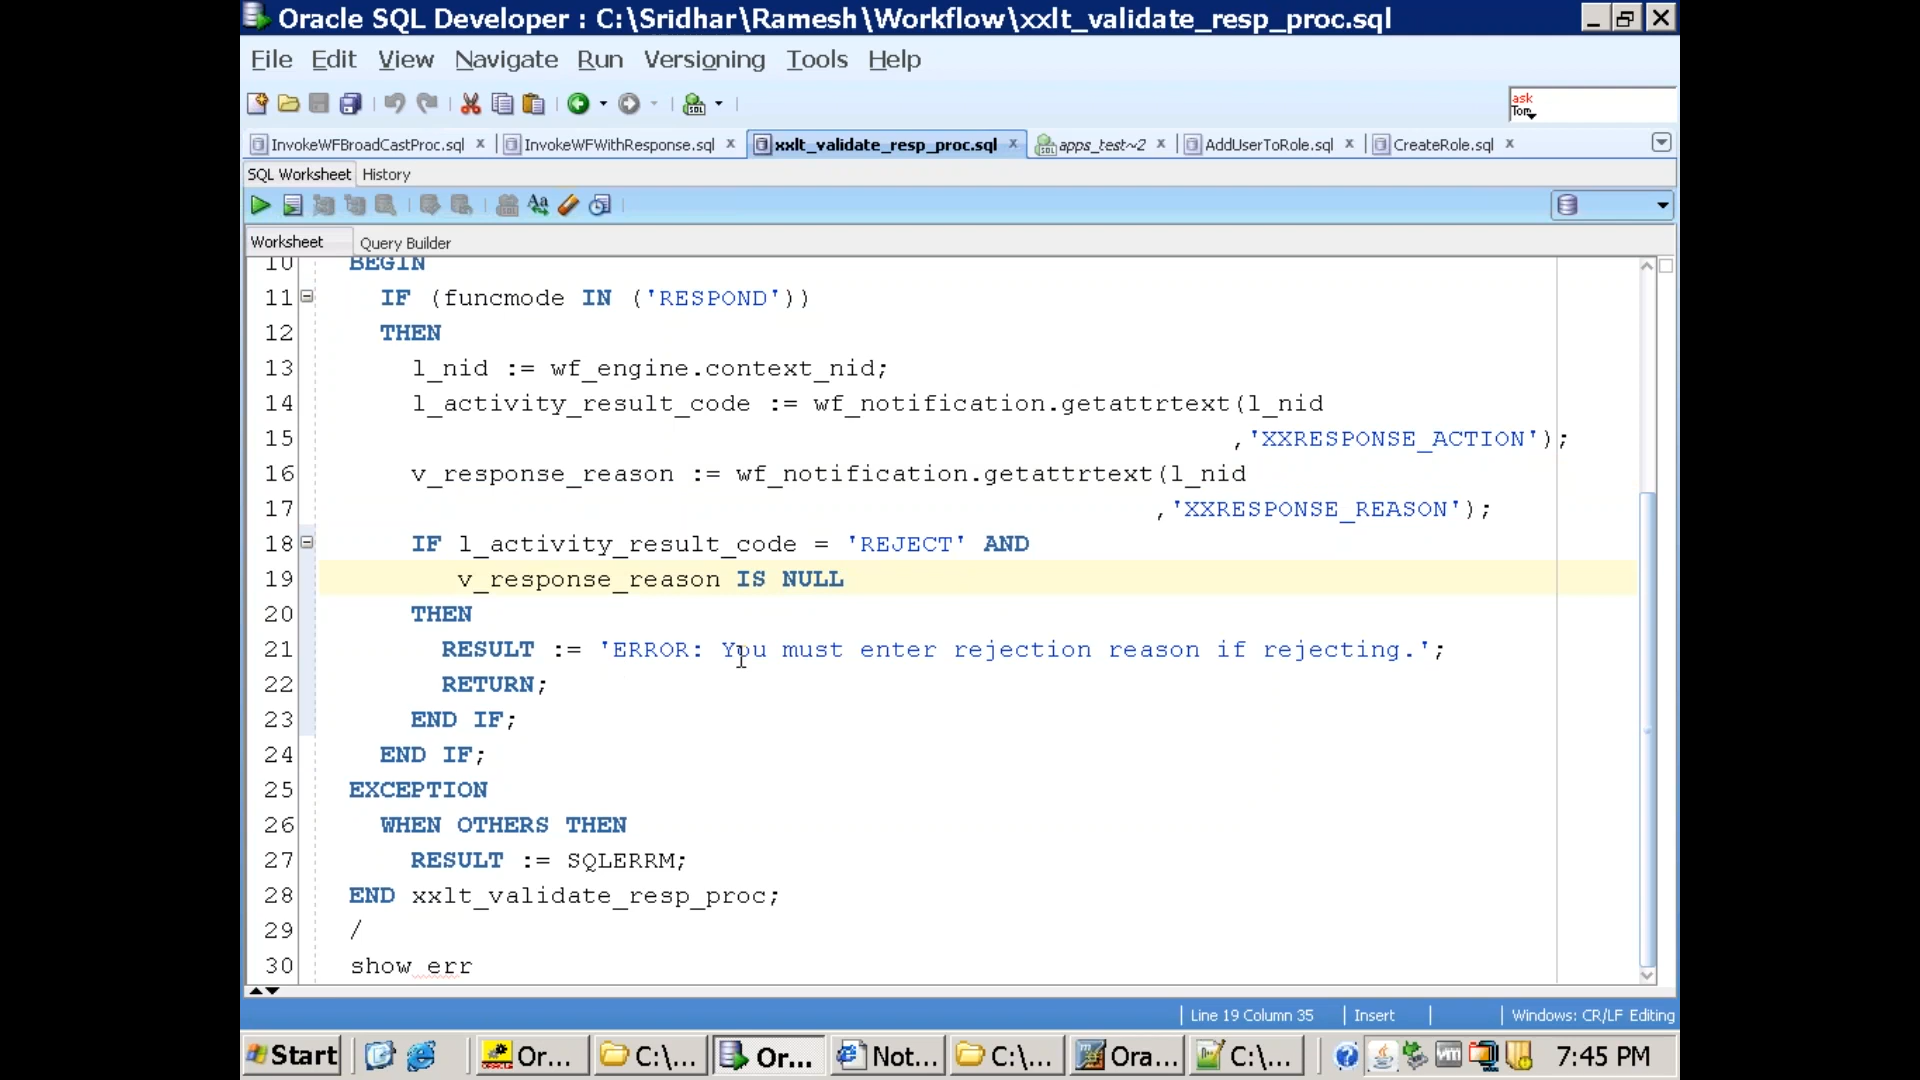 Oracle SQL Developer : C:\Sridhar\Ramesh\Workflow\xxlt_validate_resp_proc.sql
File Edit View Navigate Run Versioning Tools Help
ask
Tom
InvokeWFBroadCastProc.sql InvokeWFWithResponse.sql xxlt_validate_resp_proc.sql apps_test~2 AddUserToRole.sql CreateRole.sql
SQL Worksheet History
Worksheet Query Builder
10 BEGIN
11 IF (funcmode IN ('RESPOND'))
12 THEN
13 l_nid := wf_engine.context_nid;
14 l_activity_result_code := wf_notification.getattrtext(l_nid
15 ,'XXRESPONSE_ACTION');
16 v_response_reason := wf_notification.getattrtext(l_nid
17 ,'XXRESPONSE_REASON');
18 IF l_activity_result_code = 'REJECT' AND
19 v_response_reason IS NULL
20 THEN
21 RESULT := 'ERROR: You must enter rejection reason if rejecting.';
22 RETURN;
23 END IF;
24 END IF;
25 EXCEPTION
26 WHEN OTHERS THEN
27 RESULT := SQLERRM;
28 END xxlt_validate_resp_proc;
29 /
30 show err
Line 19 Column 35 Insert Windows: CR/LF Editing
Start Or... C:\... Or... Not... C:\... Ora... C:\... 7:45 PM